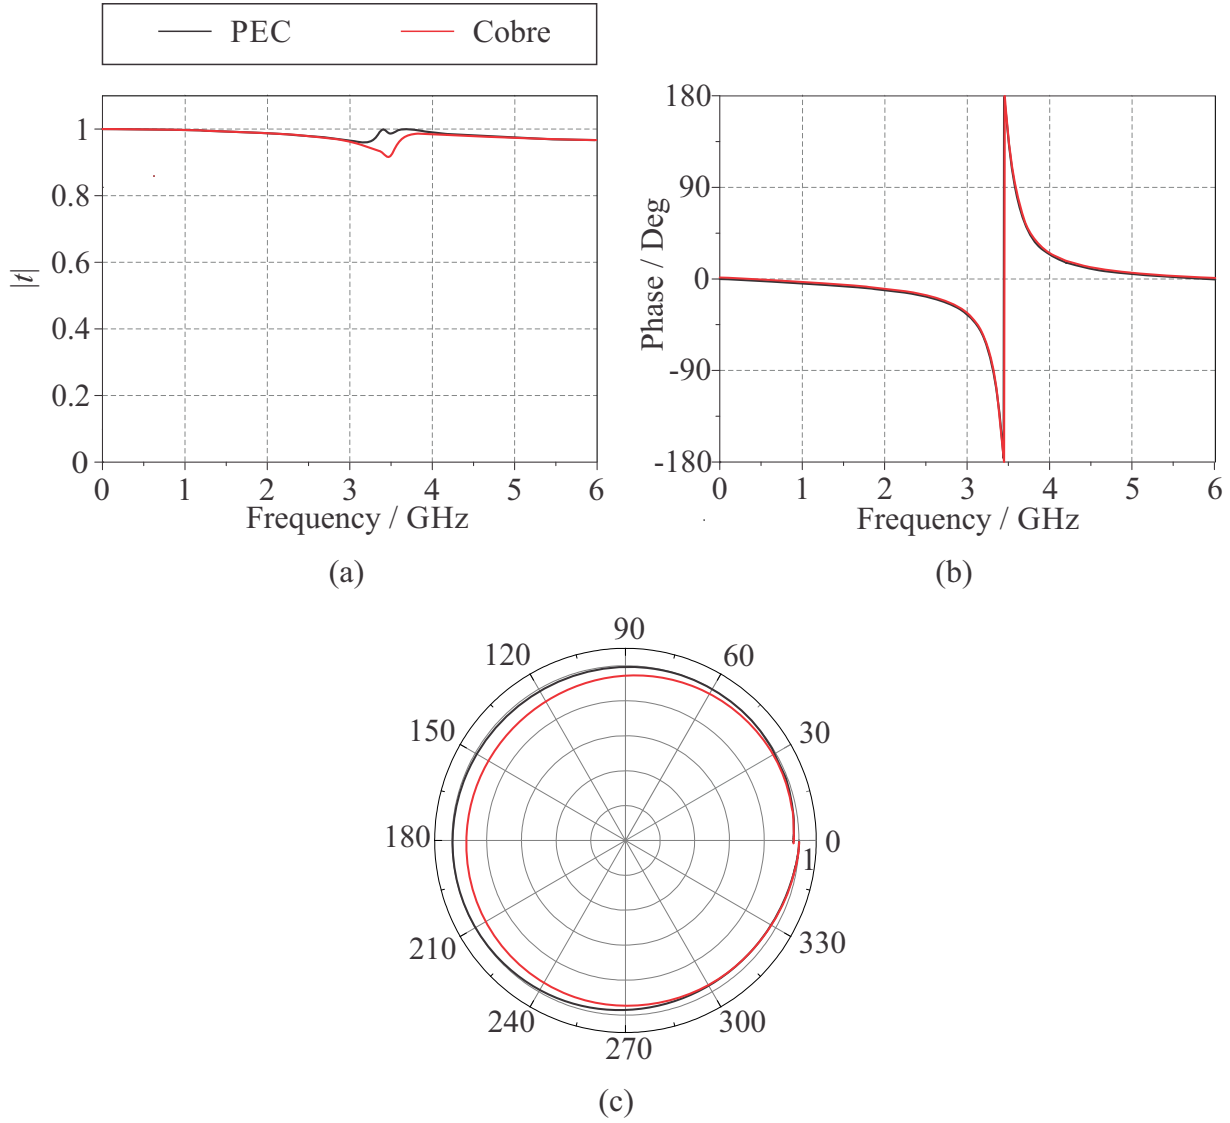 PEC Cobre
1
0.8
0.6
0.4
0.2
0
|t|
0 1 2 3 4 5 6
Frequency / GHz
(a)
180
90
0
-90
-180
Phase / Deg
0 1 2 3 4 5 6
Frequency / GHz
(b)
90
120 60
150 30
180 0
1
210 330
240 300
270
(c)